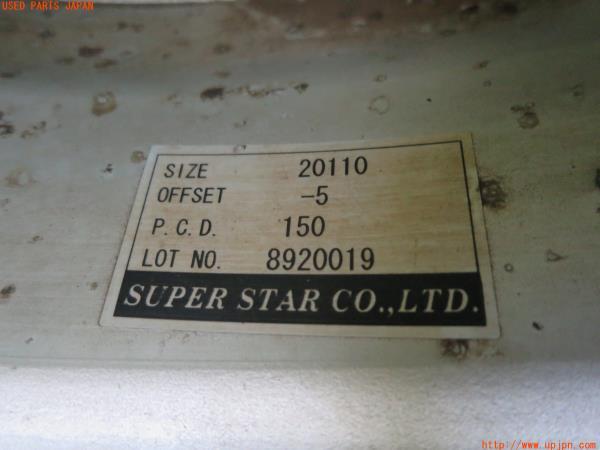 USED PARTS JAPAN
SIZE 20110
OFFSET -5
P.C.D. 150
LOT NO. 8920019
SUPER STAR CO.,LTD.
http://www.upjpn.com/